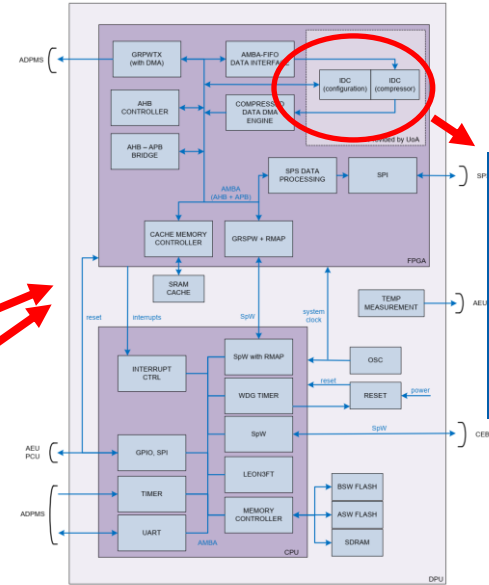 ADPMS
GRPWTX
(with DMA)
AMBA-FIFO
DATA INTERFACE
IDC
(configuration)
IDC
(compressor)
AHB
CONTROLLER
COMPRESSED
DATA DMA
ENGINE
by UoA
AHB – APB
BRIDGE
SPS DATA
PROCESSING
SPI
AMBA
(AHB + APB)
CACHE MEMORY
CONTROLLER
GRSPW + RMAP
FPGA
SRAM
CACHE
TEMP
MEASUREMENT
AEU
reset
interrupts
SpW
system
clock
INTERRUPT
CTRL
SpW with RMAP
OSC
WDG TIMER
reset
RESET
power
SpW
SpW
CEB
AEU
PCU
GPIO, SPI
LEON3FT
ADPMS
TIMER
MEMORY
CONTROLLER
BSW FLASH
ASW FLASH
SDRAM
UART
AMBA
CPU
DPU